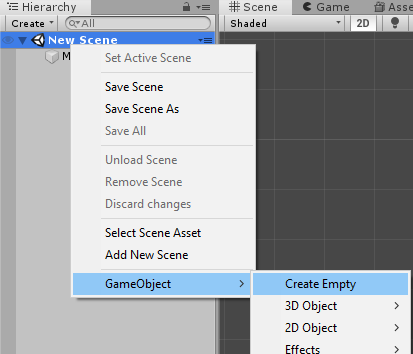 Hierarchy
Scene
Game
Asse
Create
All
Shaded
2D
New Scene
M
Set Active Scene
Save Scene
Save Scene As
Save All
Unload Scene
Remove Scene
Discard changes
Select Scene Asset
Add New Scene
GameObject
Create Empty
3D Object
2D Object
Effects